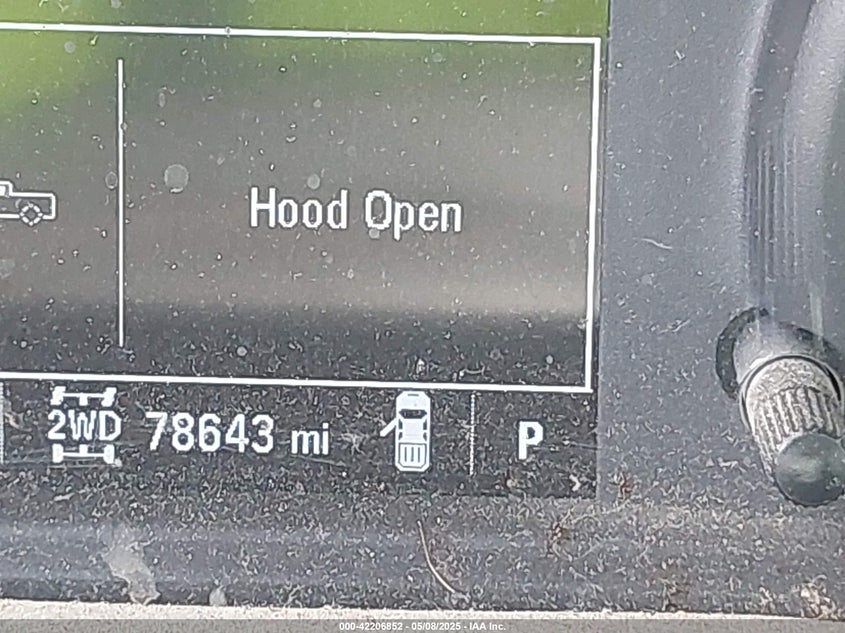 Hood Open
2WD 78643 mi P
000-42206852 - 05/08/2025 - IAA Inc.